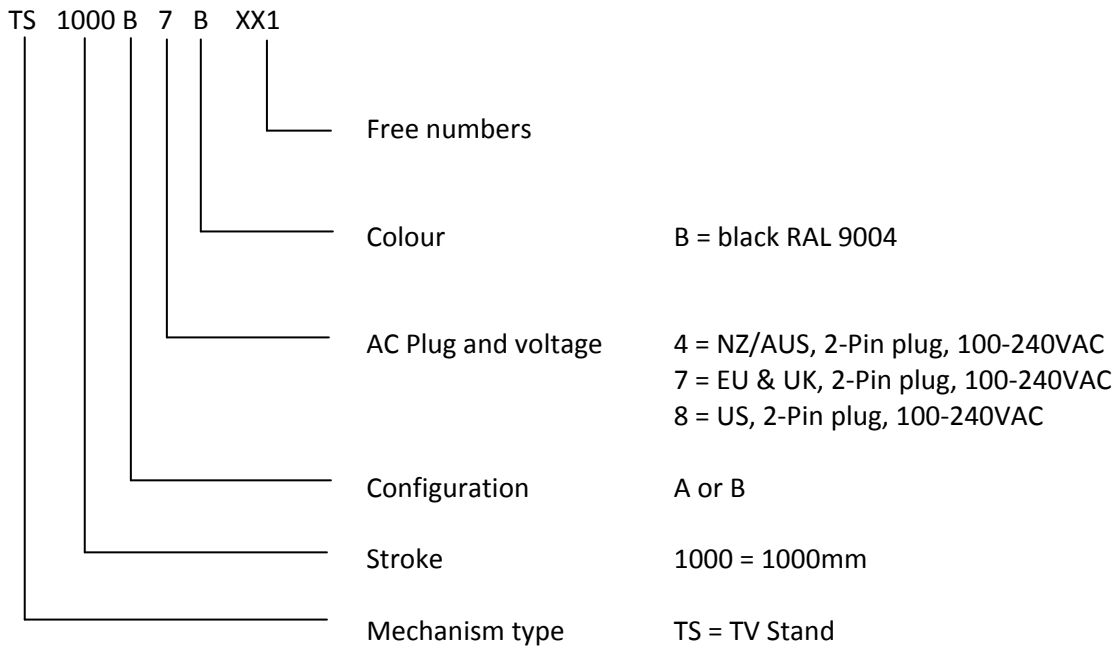 TS 1000 B 7 B XX1
Free numbers
Colour B = black RAL 9004
AC Plug and voltage 4 = NZ/AUS, 2-Pin plug, 100-240VAC
7 = EU & UK, 2-Pin plug, 100-240VAC
8 = US, 2-Pin plug, 100-240VAC
Configuration A or B
Stroke 1000 = 1000mm
Mechanism type TS = TV Stand